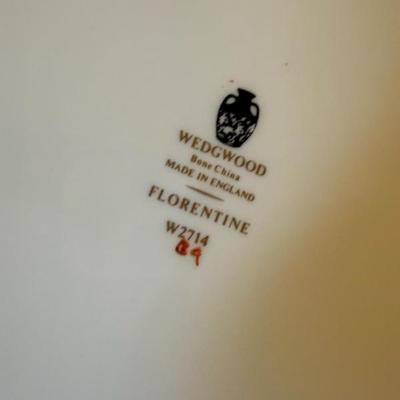 WEDGWOOD
Bone China
MADE IN ENGLAND
FLORENTINE
W2714